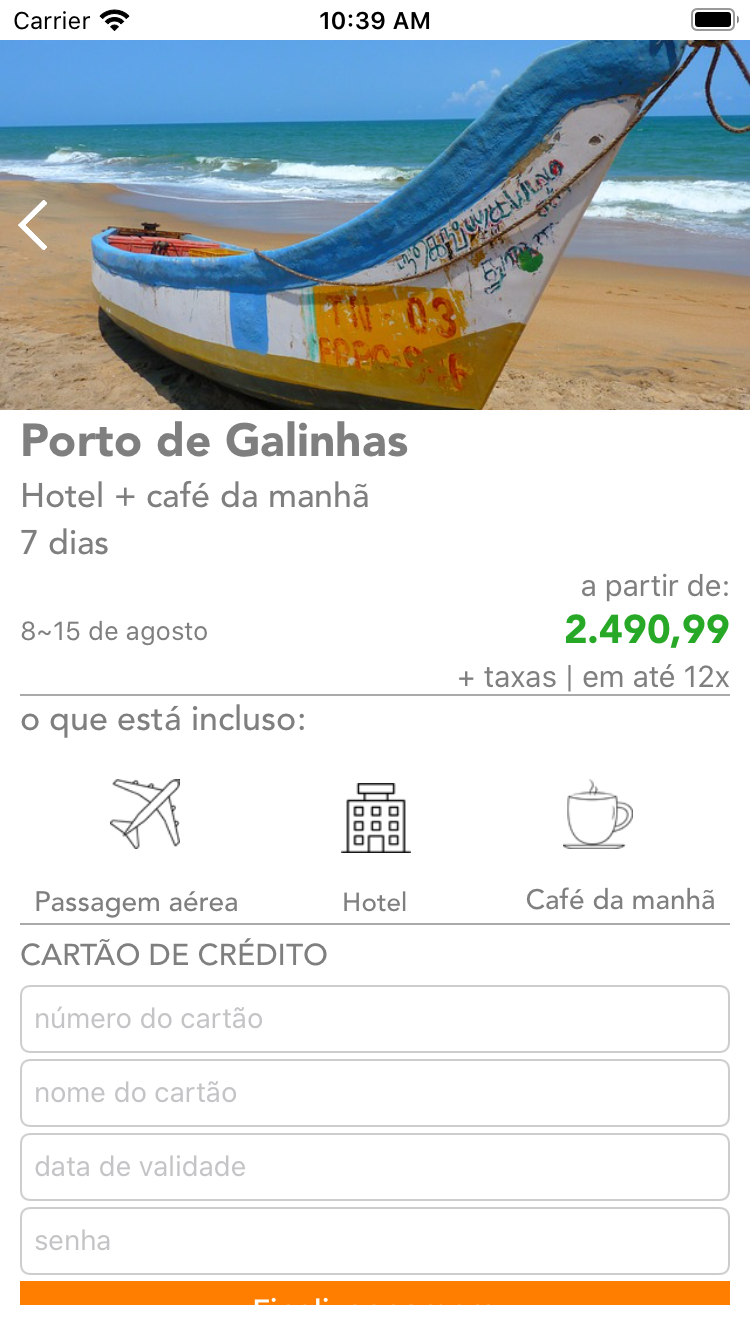 Carrier
10:39 AM
TN - 03
Porto de Galinhas
Hotel + café da manhã
7 dias
a partir de:
8~15 de agosto
2.490,99
+ taxas | em até 12x
o que está incluso:
Passagem aérea
Hotel
Café da manhã
CARTÃO DE CRÉDITO
número do cartão
nome do cartão
data de validade
senha